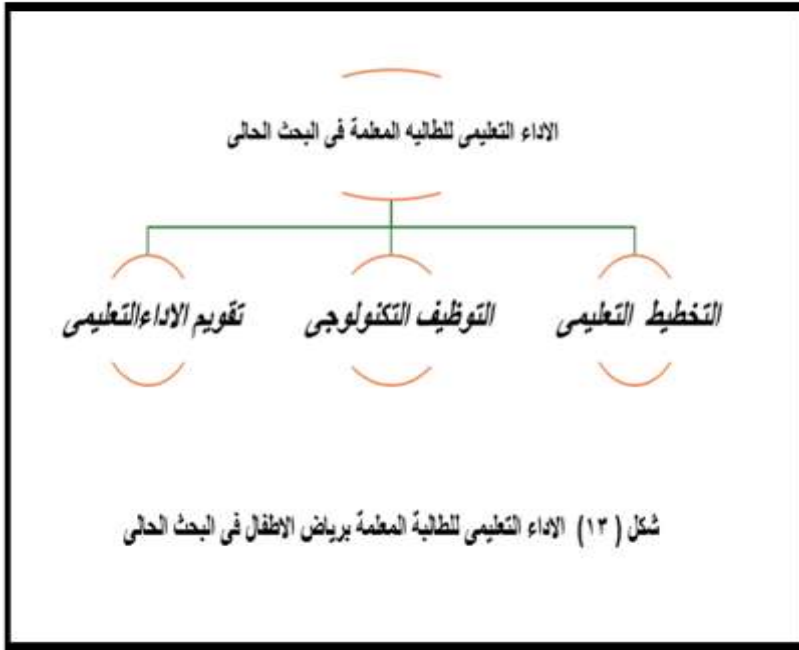 الاداء التعليمى للطالبه المعلمة فى البحث الحالى
التخطيط التعليمى
التوظيف التكنولوجى
تقويم الاداءالتعليمى
شكل ( ١٣ ) الاداء التعليمى للطالبة المعلمة برياض الاطفال فى البحث الحالى